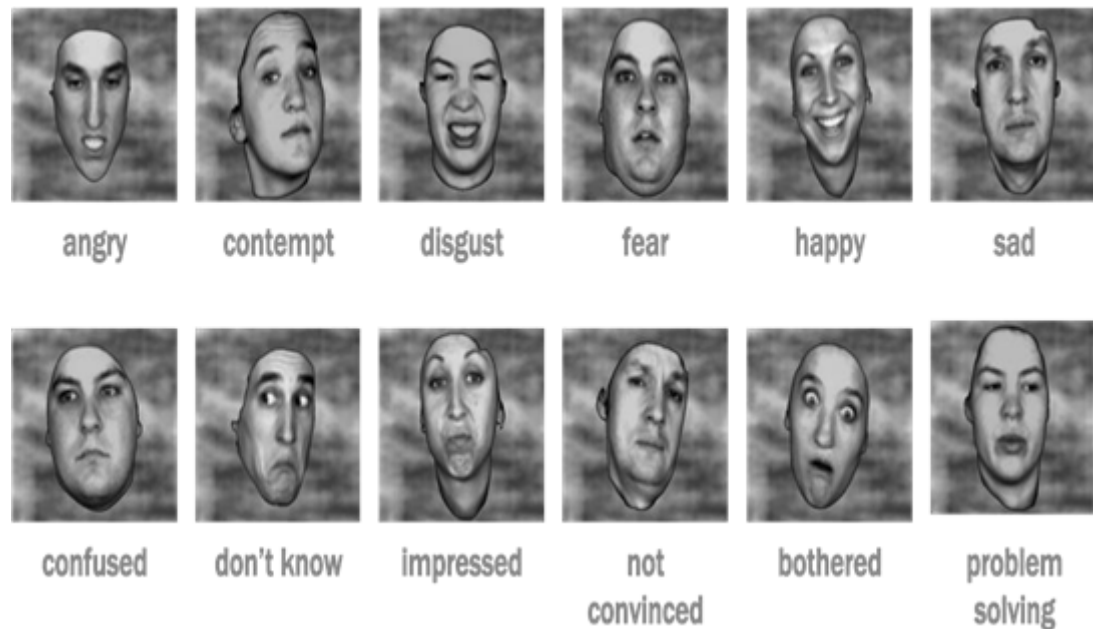 angry contempt disgust fear happy sad
confused don't know impressed not bothered problem
convinced solving